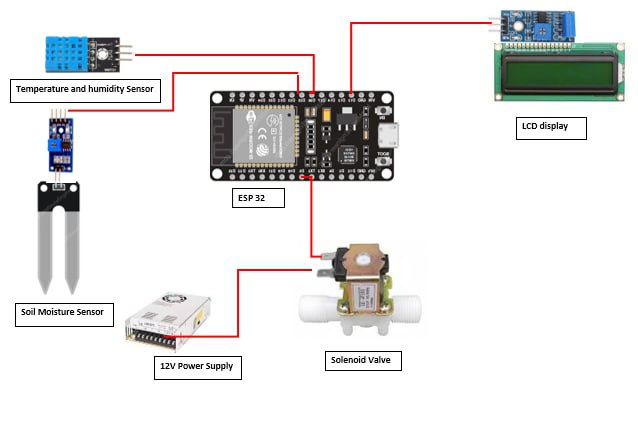 Temperature and humidity Sensor
LCD display
ESP 32
Soil Moisture Sensor
12V Power Supply
Solenoid Valve